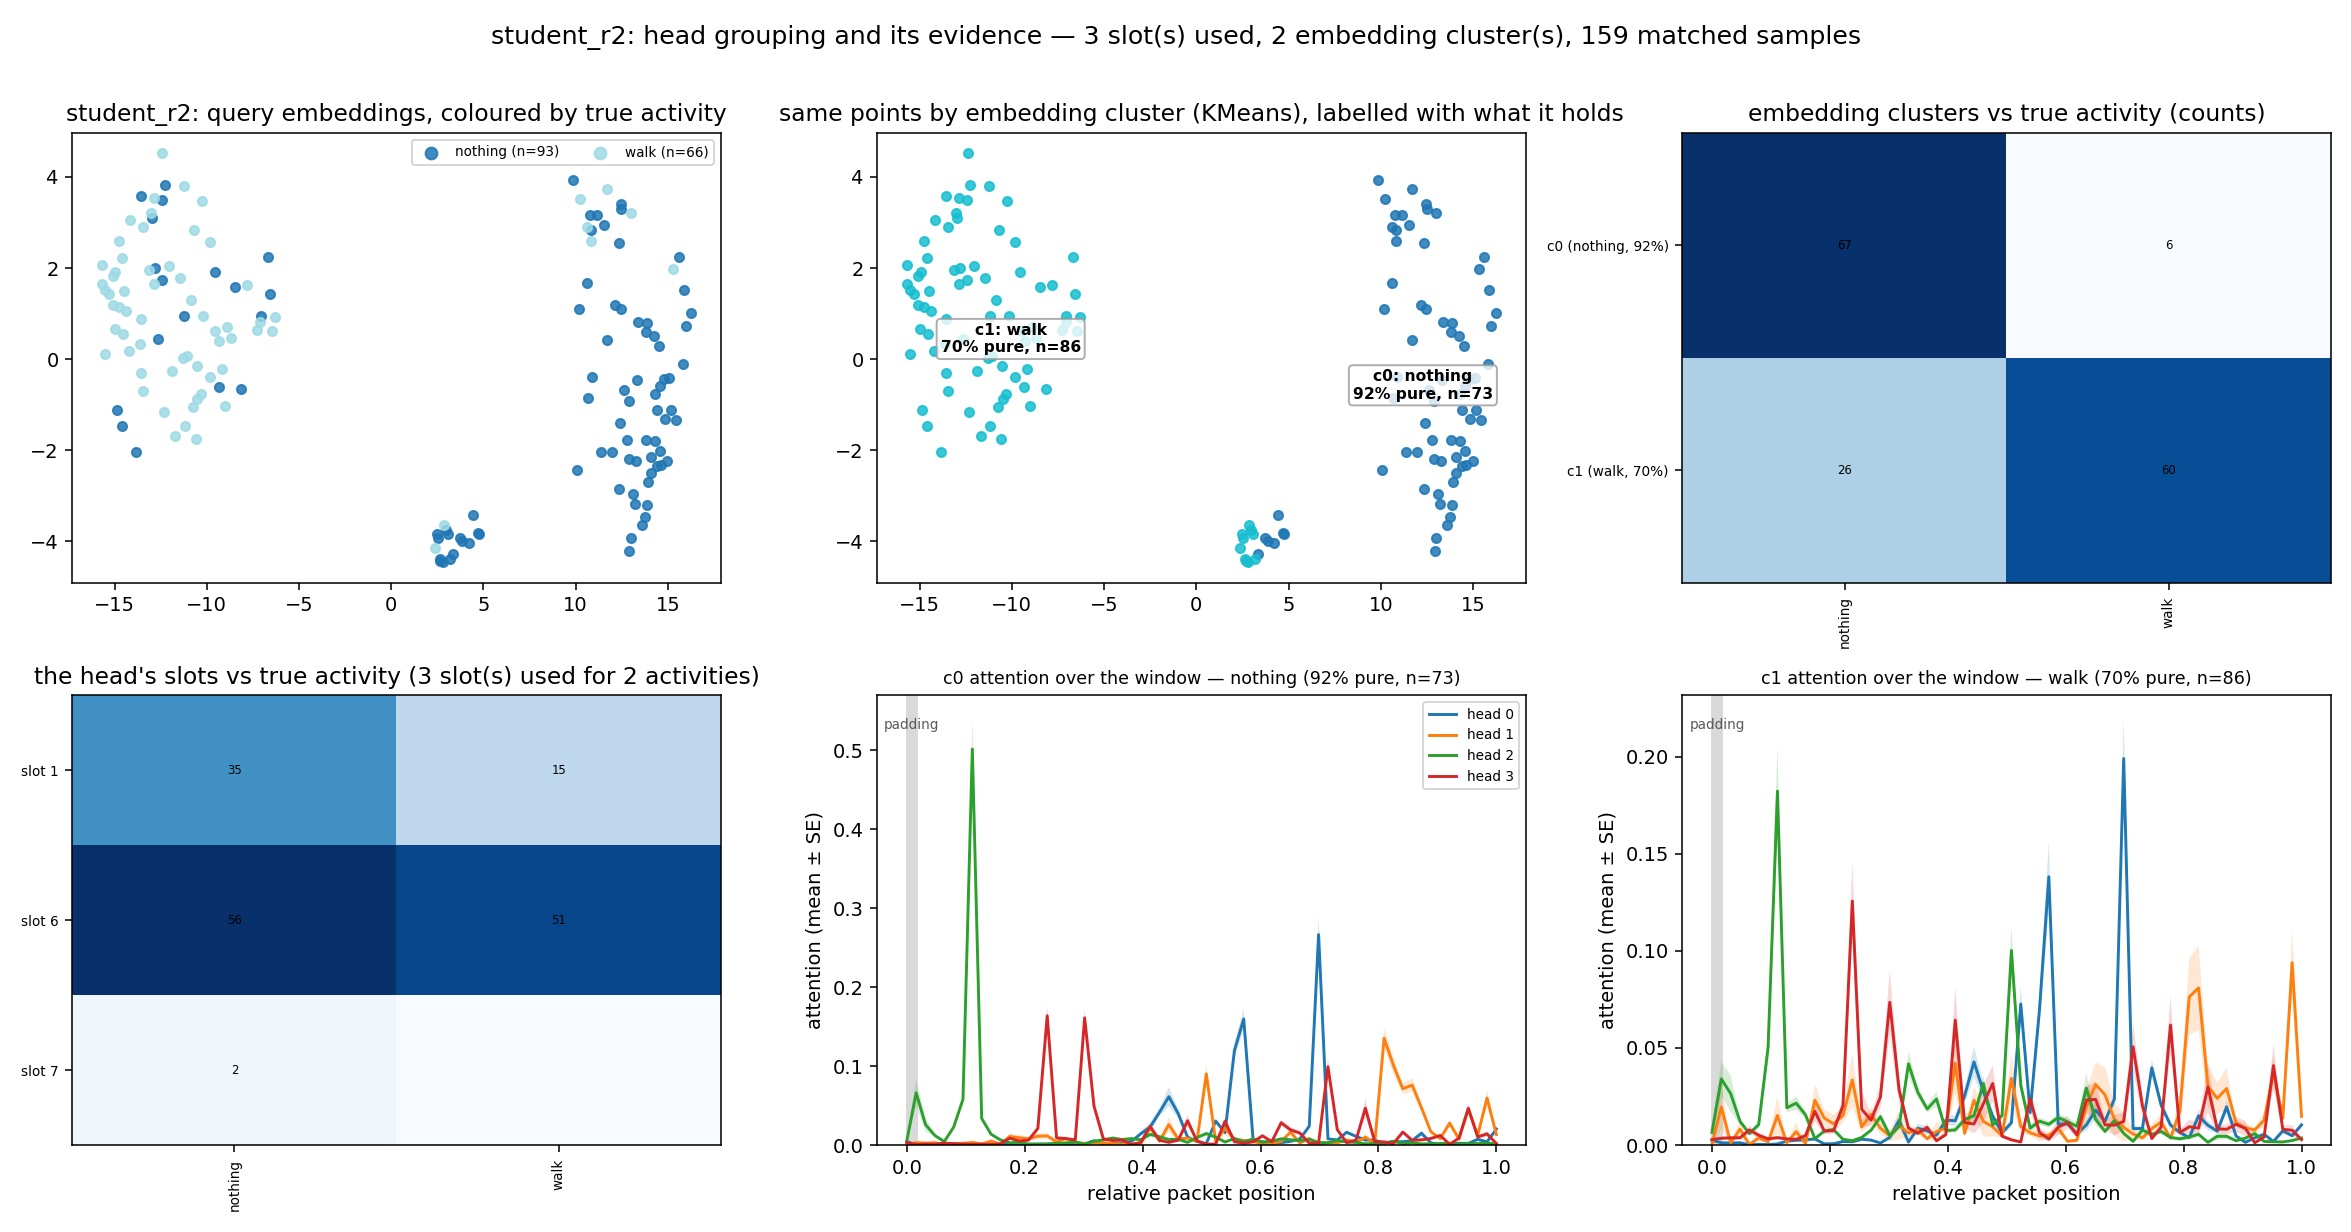 student_r2: head grouping and its evidence — 3 slot(s) used, 2 embedding cluster(s), 159 matched samples
student_r2: query embeddings, coloured by true activity
nothing (n=93)
walk (n=66)
4
2
0
−2
−4
−15
−10
−5
0
5
10
15
same points by embedding cluster (KMeans), labelled with what it holds
c1: walk
70% pure, n=86
c0: nothing
92% pure, n=73
4
2
0
−2
−4
−15
−10
−5
0
5
10
15
embedding clusters vs true activity (counts)
c0 (nothing, 92%)
67
6
c1 (walk, 70%)
26
60
nothing
walk
the head's slots vs true activity (3 slot(s) used for 2 activities)
slot 1
35
15
slot 6
56
51
slot 7
2
nothing
walk
c0 attention over the window — nothing (92% pure, n=73)
padding
head 0
head 1
head 2
head 3
attention (mean ± SE)
0.5
0.4
0.3
0.2
0.1
0.0
0.0
0.2
0.4
0.6
0.8
1.0
relative packet position
c1 attention over the window — walk (70% pure, n=86)
padding
attention (mean ± SE)
0.20
0.15
0.10
0.05
0.00
0.0
0.2
0.4
0.6
0.8
1.0
relative packet position